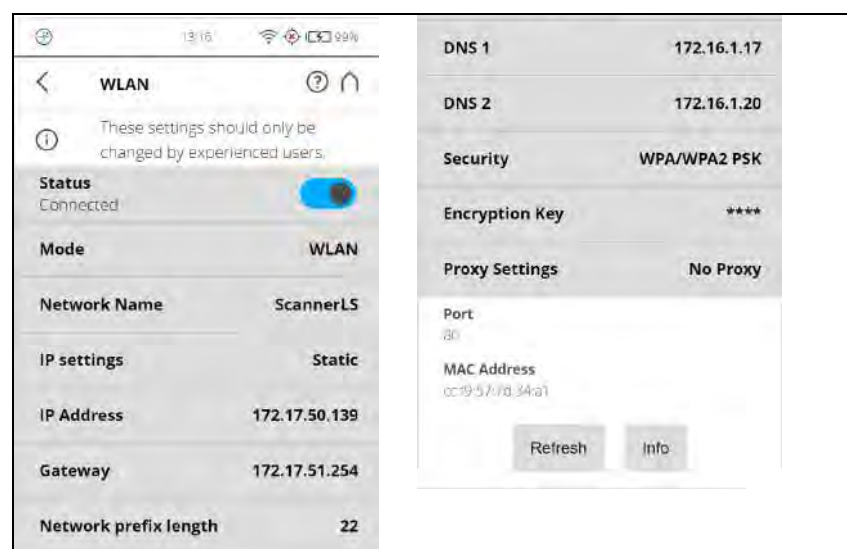 13:16 99%
WLAN
These settings should only be
changed by experienced users.
Status
Connected
Mode WLAN
Network Name ScannerLS
IP settings Static
IP Address 172.17.50.139
Gateway 172.17.51.254
Network prefix length 22
DNS 1 172.16.1.17
DNS 2 172.16.1.20
Security WPA/WPA2 PSK
Encryption Key ****
Proxy Settings No Proxy
Port
80
MAC Address
Refresh Info